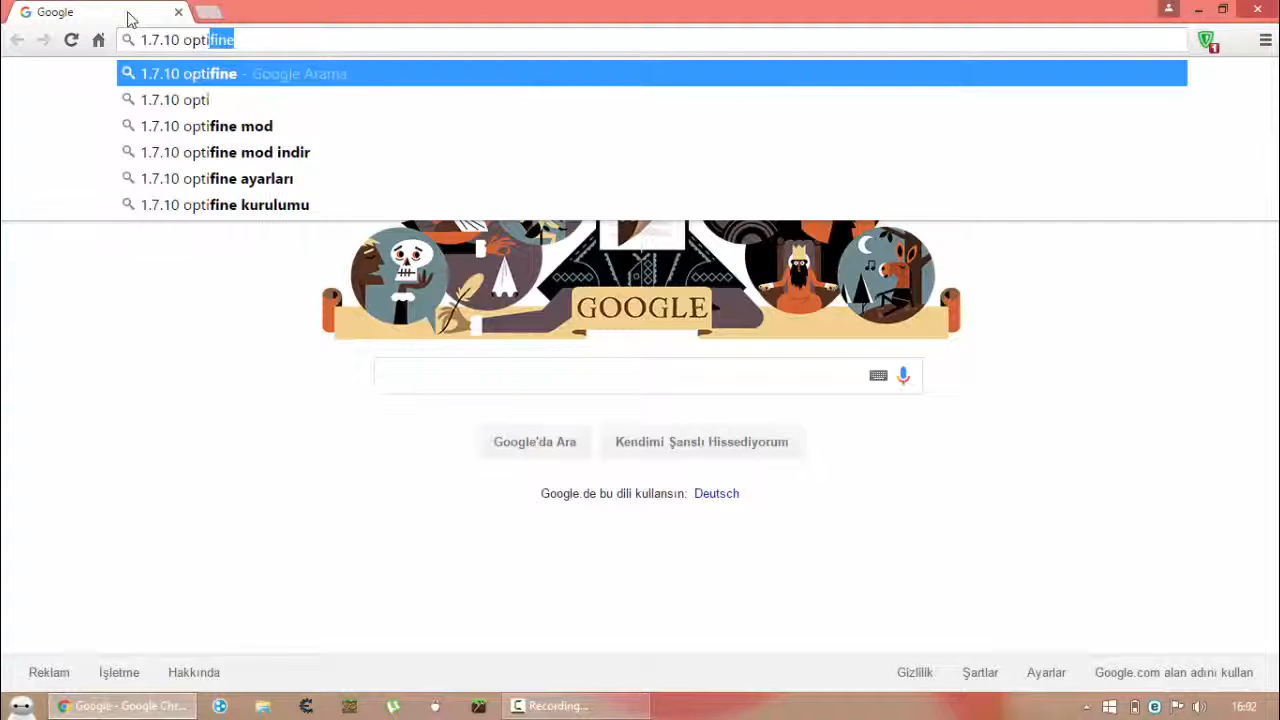 Google
1.7.10 optifine
1.7.10 optifine - Google Arama
1.7.10 opti
1.7.10 optifine mod
1.7.10 optifine mod indir
1.7.10 optifine ayarları
1.7.10 optifine kurulumu
GOOGLE
Google'da Ara
Kendimi Şanslı Hissediyorum
Google.de bu dili kullansın: Deutsch
Reklam İşletme Hakkında Gizlilik Şartlar Ayarlar Google.com alan adını kullan
Google - Google Chr... Recording... 16:92